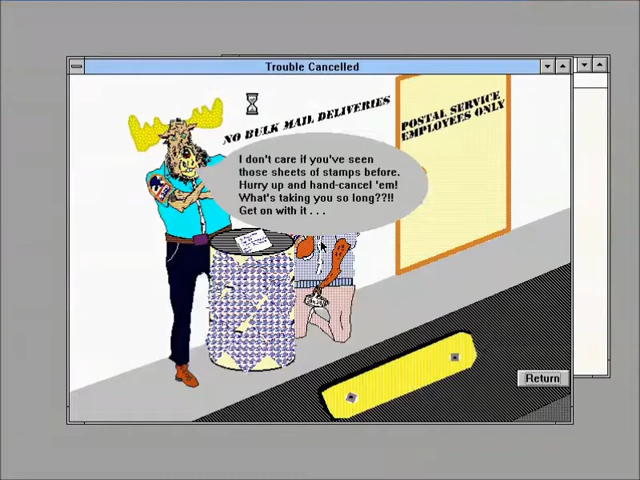 Trouble Cancelled
NO BULK MAIL DELIVERIES
POSTAL SERVICE
EMPLOYEES ONLY
I don't care if you've seen
those sheets of stamps before.
Hurry up and hand-cancel 'em!
What's taking you so long??!!
Get on with it . . .
Return